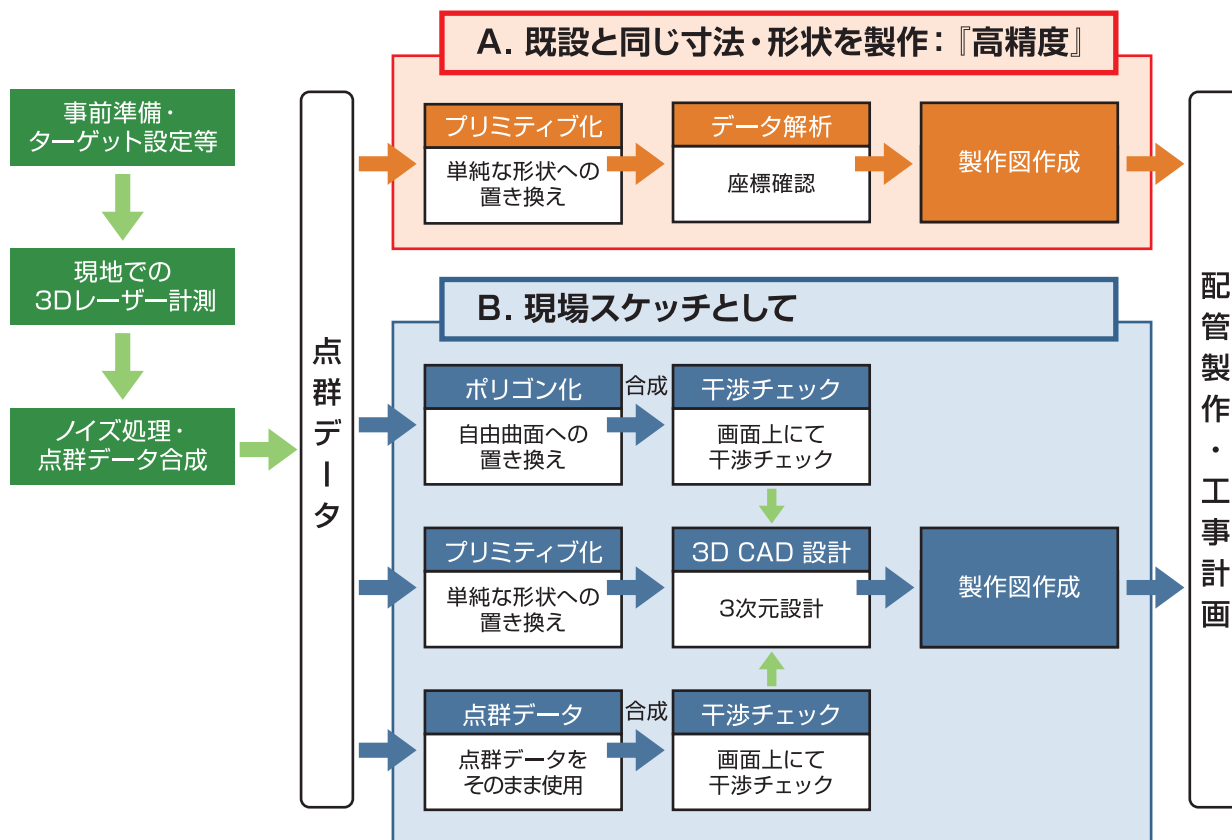 事前準備・
ターゲット設定等
現地での
3Dレーザー計測
ノイズ処理・
点群データ合成
点群データ
A. 既設と同じ寸法・形状を製作：『高精度』
プリミティブ化
単純な形状への
置き換え
データ解析
座標確認
製作図作成
B. 現場スケッチとして
ポリゴン化
自由曲面への
置き換え
合成
干渉チェック
画面上にて
干渉チェック
プリミティブ化
単純な形状への
置き換え
3D CAD 設計
3次元設計
製作図作成
点群データ
点群データを
そのまま使用
合成
干渉チェック
画面上にて
干渉チェック
配管製作・工事計画